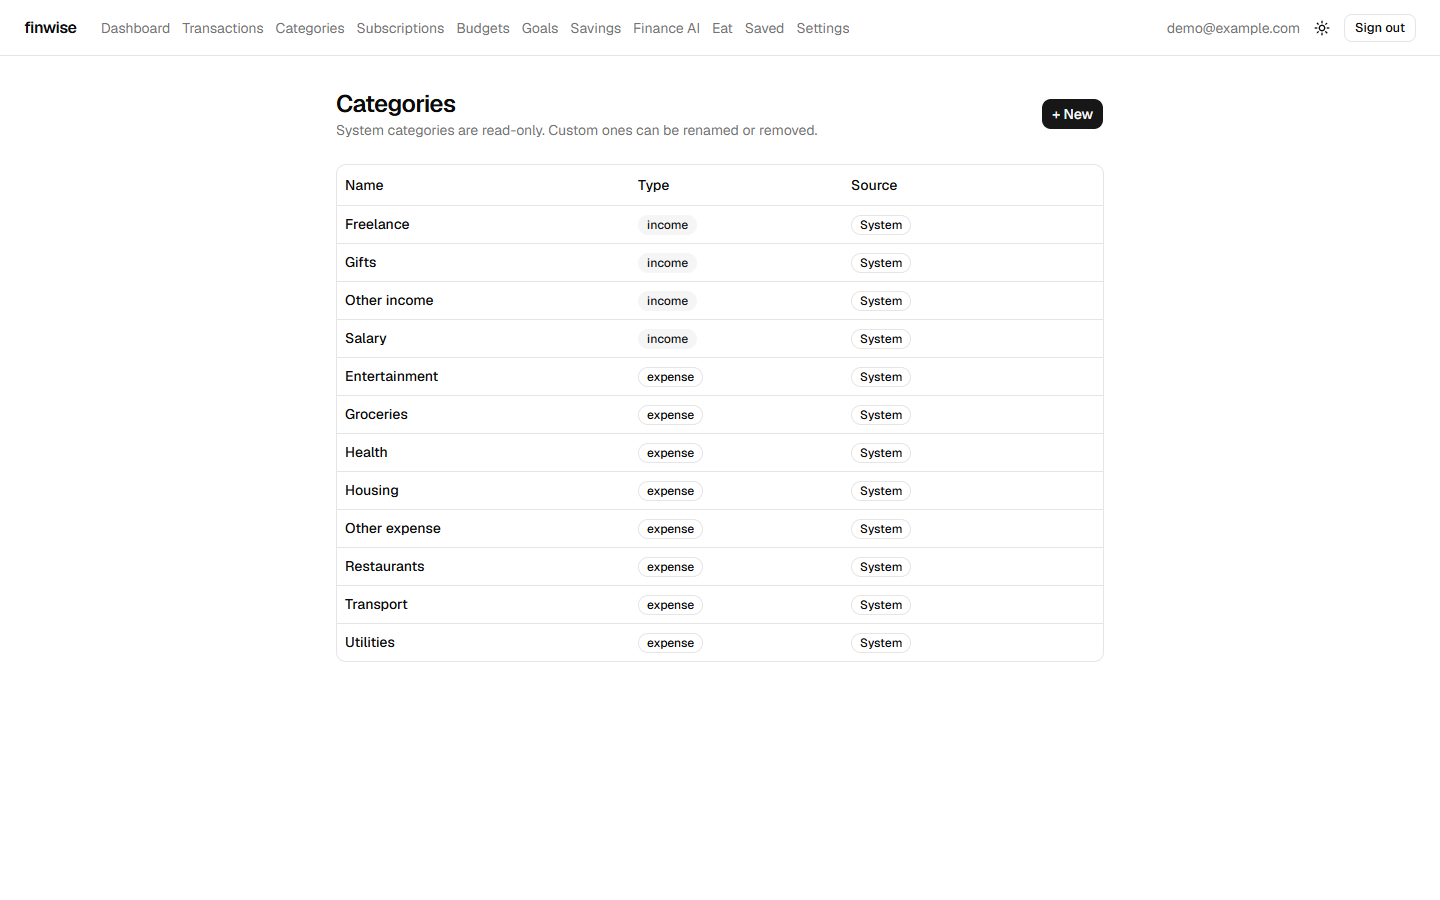 finwise Dashboard Transactions Categories Subscriptions Budgets Goals Savings Finance AI Eat Saved Settings demo@example.com Sign out
Categories
System categories are read-only. Custom ones can be renamed or removed.
+ New
Name Type Source
Freelance income System
Gifts income System
Other income income System
Salary income System
Entertainment expense System
Groceries expense System
Health expense System
Housing expense System
Other expense expense System
Restaurants expense System
Transport expense System
Utilities expense System